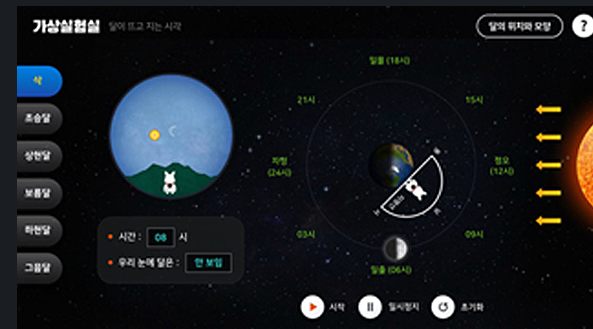 가상실험실 달이 뜨고 지는 시각
달의 위치와 모양
?
삭
초승달
상현달
보름달
하현달
그믐달
일몰 (18시)
21시
15시
자정
(24시)
정오
(12시)
03시
09시
일출 (06시)
시간 : 08 시
우리 눈에 달은 : 안 보임
시작
일시정지
초기화